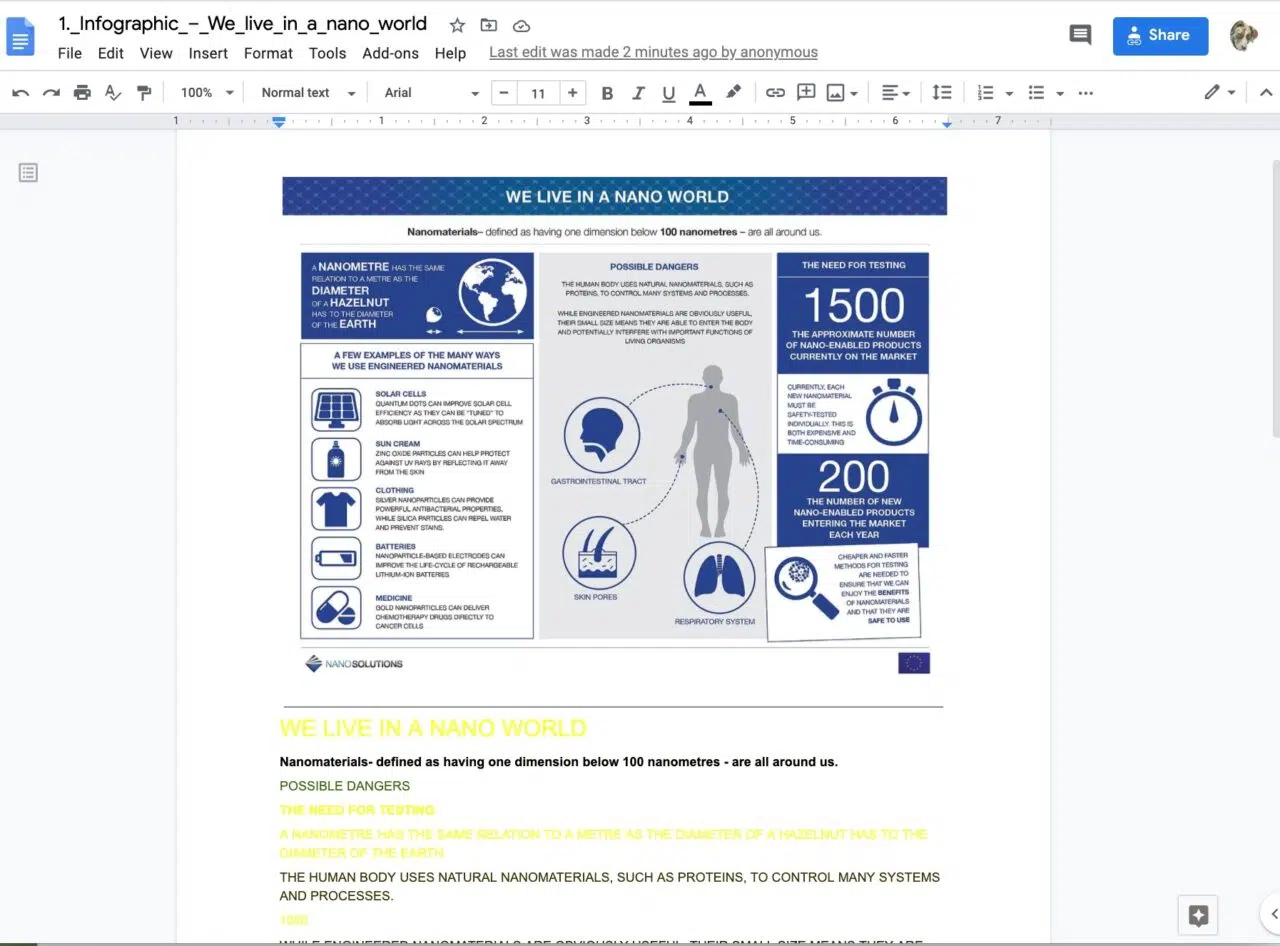 1._Infographic_–_We_live_in_a_nano_world
File Edit View Insert Format Tools Add-ons Help Last edit was made 2 minutes ago by anonymous
Share
100% Normal text Arial − 11 + B I U A
1 1 2 3 4 5 6 7
WE LIVE IN A NANO WORLD
Nanomaterials– defined as having one dimension below 100 nanometres – are all around us.
A NANOMETRE HAS THE SAME
RELATION TO A METRE AS THE
DIAMETER
OF A HAZELNUT
HAS TO THE DIAMETER
OF THE EARTH
A FEW EXAMPLES OF THE MANY WAYS
WE USE ENGINEERED NANOMATERIALS
SOLAR CELLS
QUANTUM DOTS CAN IMPROVE SOLAR CELL
EFFICIENCY AS THEY CAN BE "TUNED" TO
ABSORB LIGHT ACROSS THE SOLAR SPECTRUM
SUN CREAM
ZINC OXIDE PARTICLES CAN HELP PROTECT
AGAINST UV RAYS BY REFLECTING IT AWAY
FROM THE SKIN
CLOTHING
SILVER NANOPARTICLES CAN PROVIDE
POWERFUL ANTIBACTERIAL PROPERTIES,
WHILE SILICA PARTICLES CAN REPEL WATER
AND PREVENT STAINS.
BATTERIES
NANOPARTICLE-BASED ELECTRODES CAN
IMPROVE THE LIFE-CYCLE OF RECHARGEABLE
LITHIUM-ION BATTERIES
MEDICINE
GOLD NANOPARTICLES CAN DELIVER
CHEMOTHERAPY DRUGS DIRECTLY TO
CANCER CELLS
POSSIBLE DANGERS
THE HUMAN BODY USES NATURAL NANOMATERIALS, SUCH AS
PROTEINS, TO CONTROL MANY SYSTEMS AND PROCESSES.
WHILE ENGINEERED NANOMATERIALS ARE OBVIOUSLY USEFUL,
THEIR SMALL SIZE MEANS THEY ARE ABLE TO ENTER THE BODY
AND POTENTIALLY INTERFERE WITH IMPORTANT FUNCTIONS OF
LIVING ORGANISMS
GASTROINTESTINAL TRACT
SKIN PORES
RESPIRATORY SYSTEM
THE NEED FOR TESTING
1500
THE APPROXIMATE NUMBER
OF NANO-ENABLED PRODUCTS
CURRENTLY ON THE MARKET
CURRENTLY, EACH
NEW NANOMATERIAL
MUST BE
SAFETY-TESTED
INDIVIDUALLY. THIS IS
BOTH EXPENSIVE AND
TIME-CONSUMING
200
THE NUMBER OF NEW
NANO-ENABLED PRODUCTS
ENTERING THE MARKET
EACH YEAR
CHEAPER AND FASTER
METHODS FOR TESTING
ARE NEEDED TO
ENSURE THAT WE CAN
ENJOY THE BENEFITS
OF NANOMATERIALS
AND THAT THEY ARE
SAFE TO USE
NANOSOLUTIONS
WE LIVE IN A NANO WORLD
Nanomaterials- defined as having one dimension below 100 nanometres - are all around us.
POSSIBLE DANGERS
THE NEED FOR TESTING
A NANOMETRE HAS THE SAME RELATION TO A METRE AS THE DIAMETER OF A HAZELNUT HAS TO THE
DIAMETER OF THE EARTH
THE HUMAN BODY USES NATURAL NANOMATERIALS, SUCH AS PROTEINS, TO CONTROL MANY SYSTEMS
AND PROCESSES.
WHILE ENGINEERED NANOMATERIALS ARE OBVIOUSLY USEFUL, THEIR SMALL SIZE MEANS THEY ARE